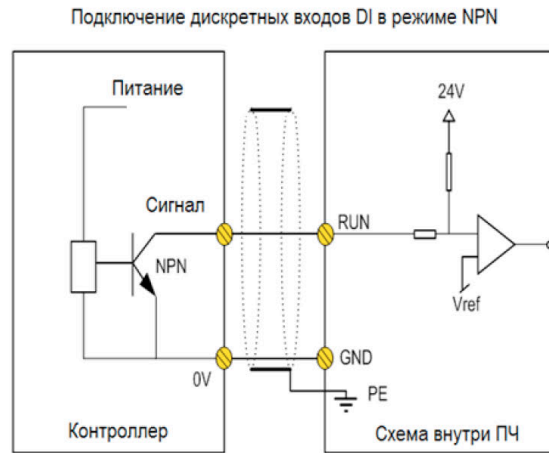 Подключение дискретных входов DI в режиме NPN
Питание
24V
Сигнал
RUN
NPN
Vref
0V
GND
PE
Контроллер
Схема внутри ПЧ